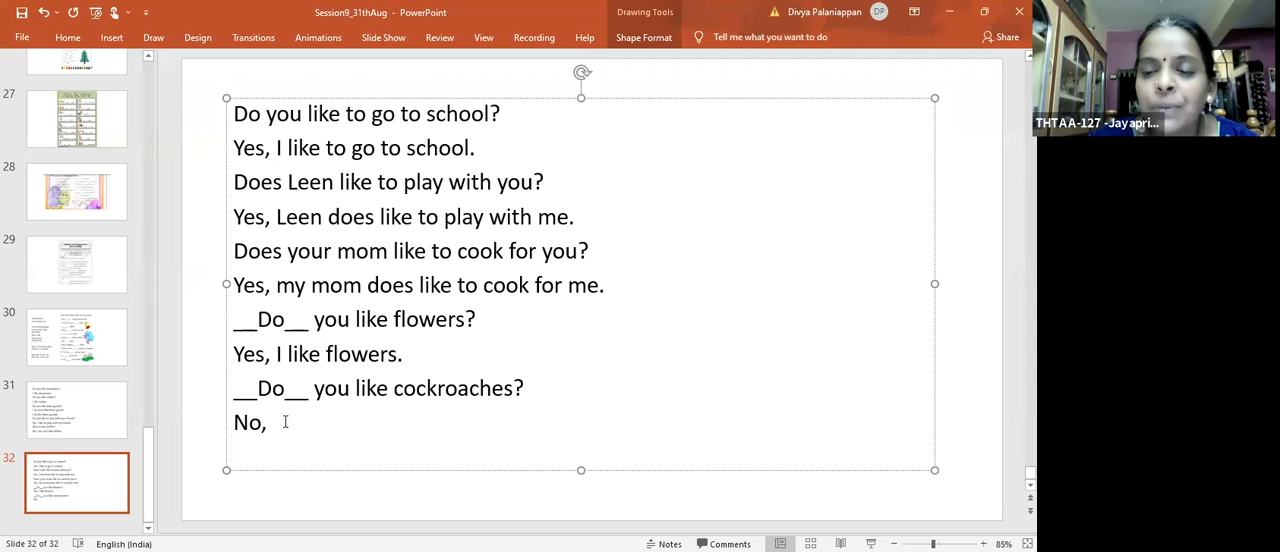 Session9_31thAug - PowerPoint
Drawing Tools
Divya Palaniappan
DP
File
Home
Insert
Draw
Design
Transitions
Animations
Slide Show
Review
View
Recording
Help
Shape Format
Tell me what you want to do
Share
THTAA-127 -Jayapri...
27
28
29
30
31
32
Do you like to go to school?
Yes, I like to go to school.
Does Leen like to play with you?
Yes, Leen does like to play with me.
Does your mom like to cook for you?
Yes, my mom does like to cook for me.
__Do__ you like flowers?
Yes, I like flowers.
__Do__ you like cockroaches?
No,
Slide 32 of 32
English (India)
Notes
Comments
85%